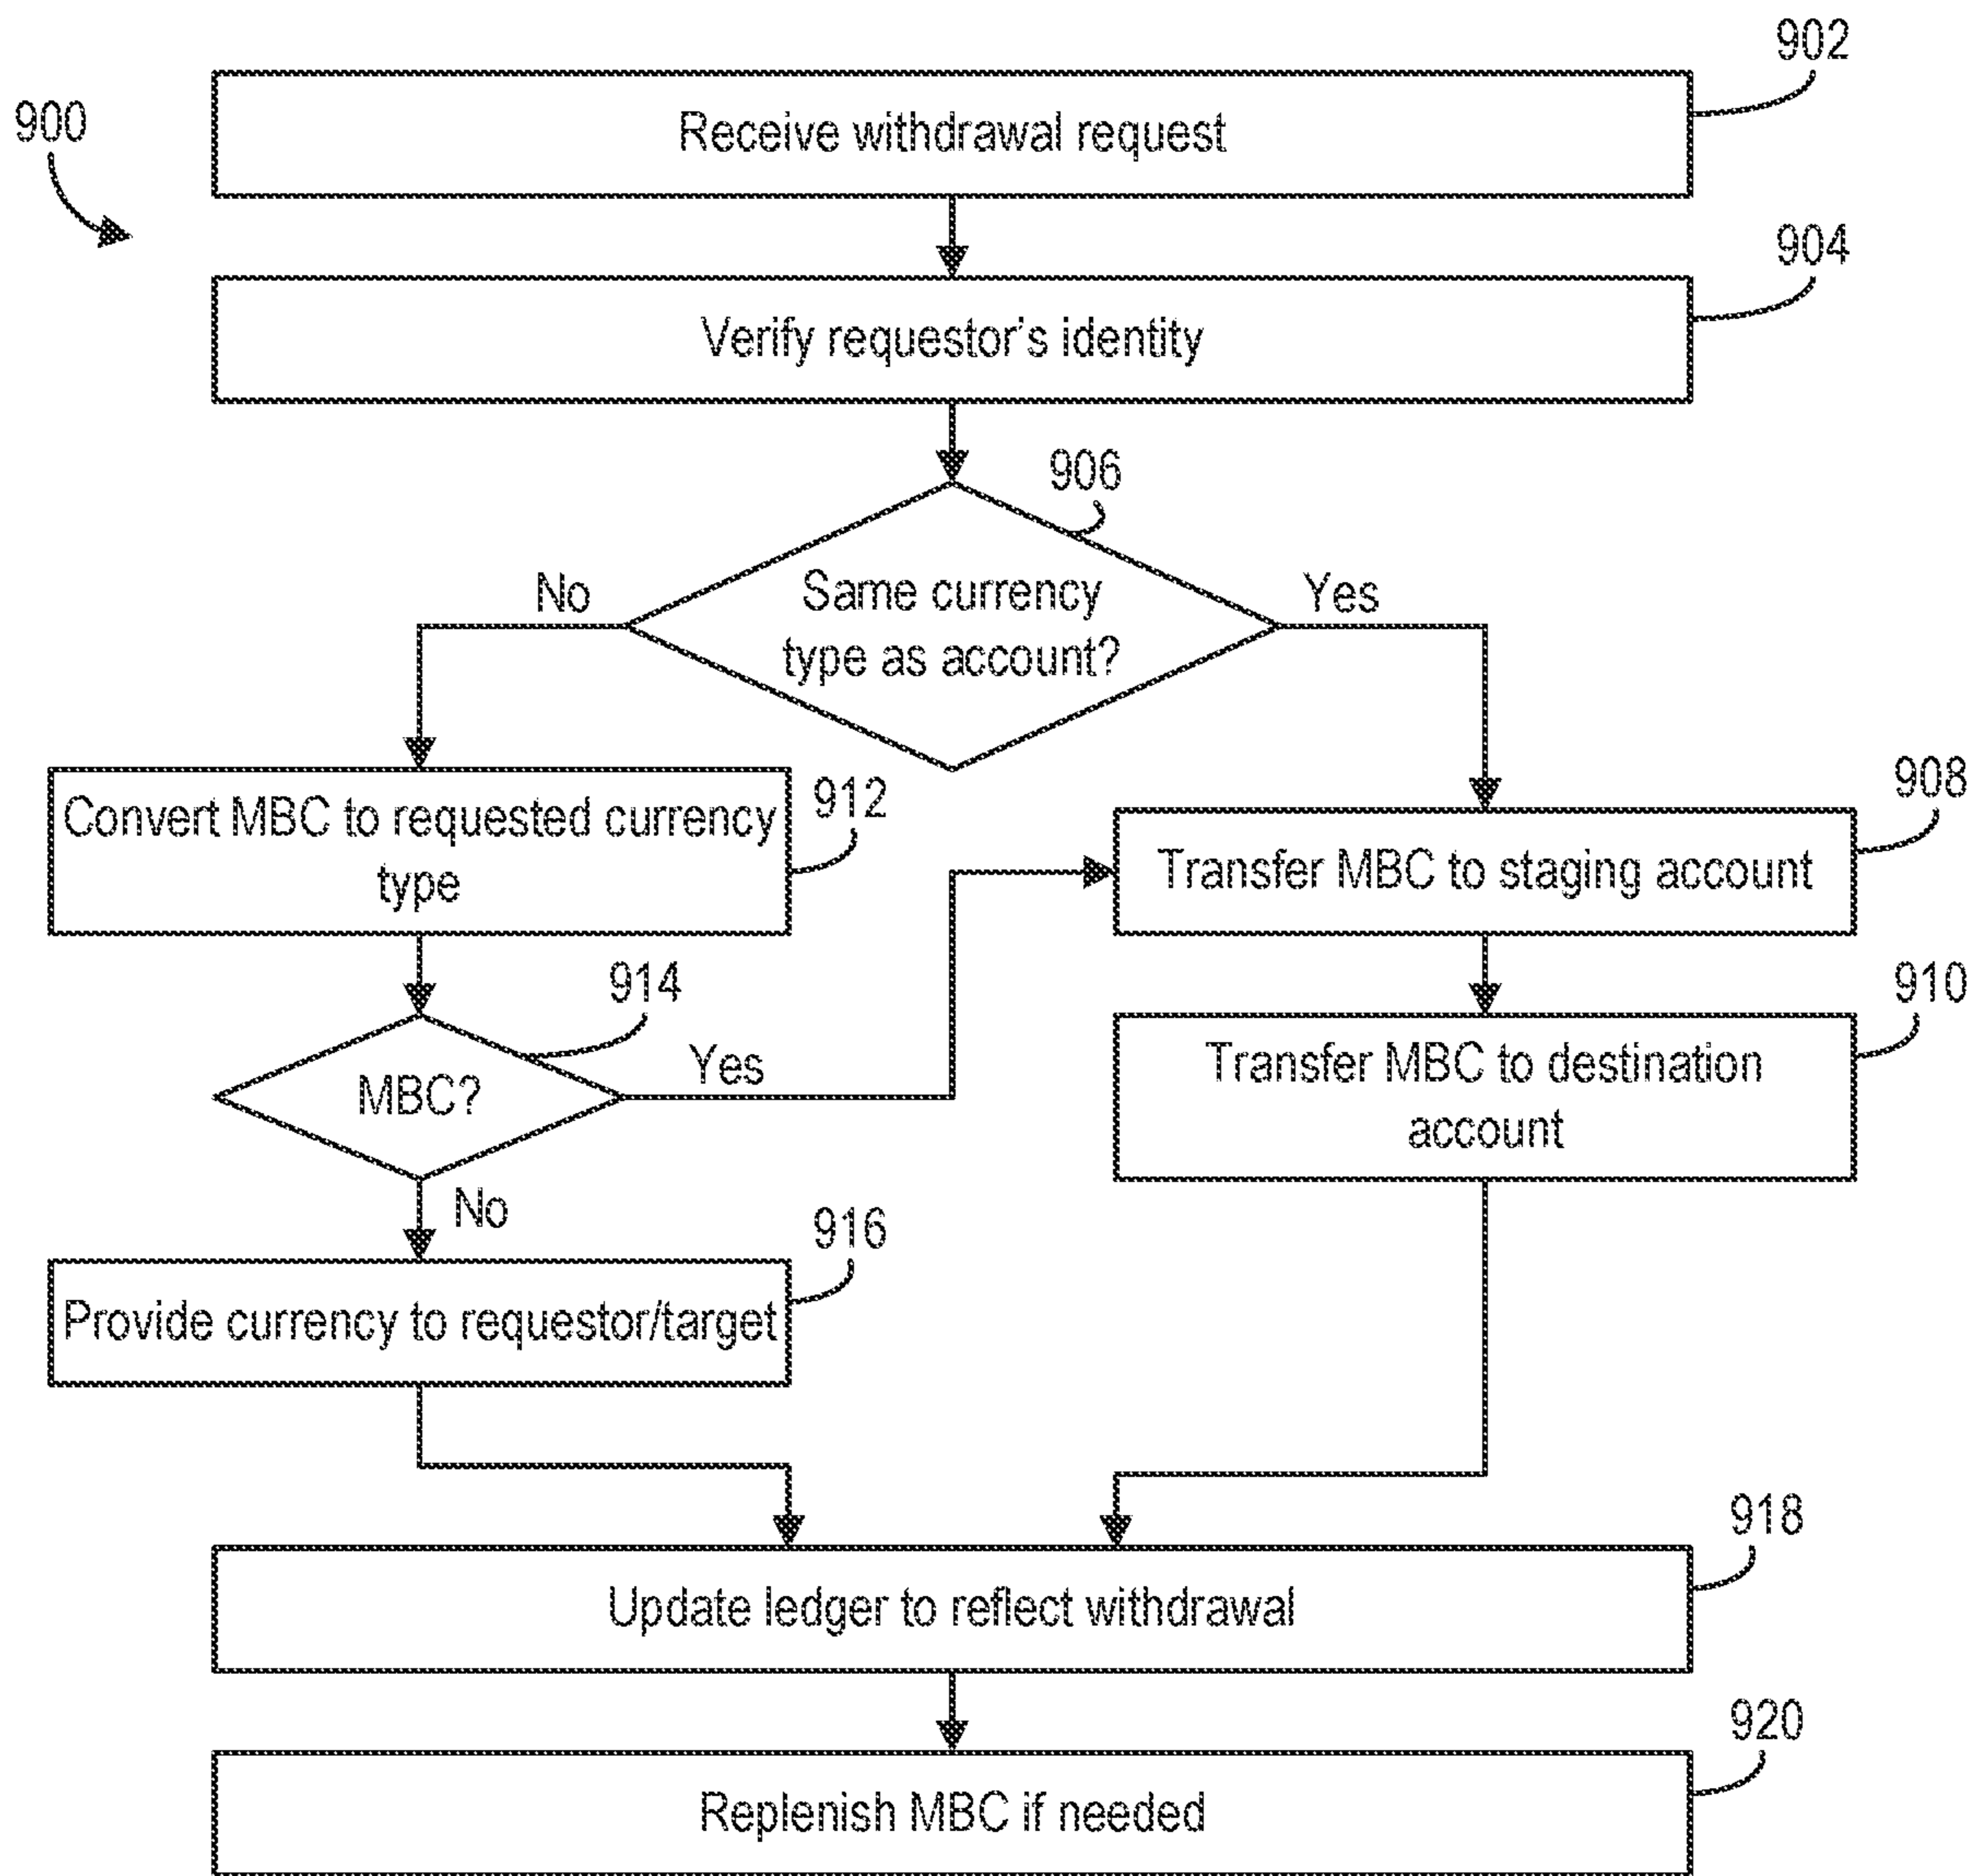 902
900
Receive withdrawal request
904
Verify requestor's identity
906
No
Same currency
type as account?
Yes
Convert MBC to requested currency
type
912
908
Transfer MBC to staging account
914
MBC?
Yes
910
Transfer MBC to destination
account
No
916
Provide currency to requestor/target
918
Update ledger to reflect withdrawal
920
Replenish MBC if needed